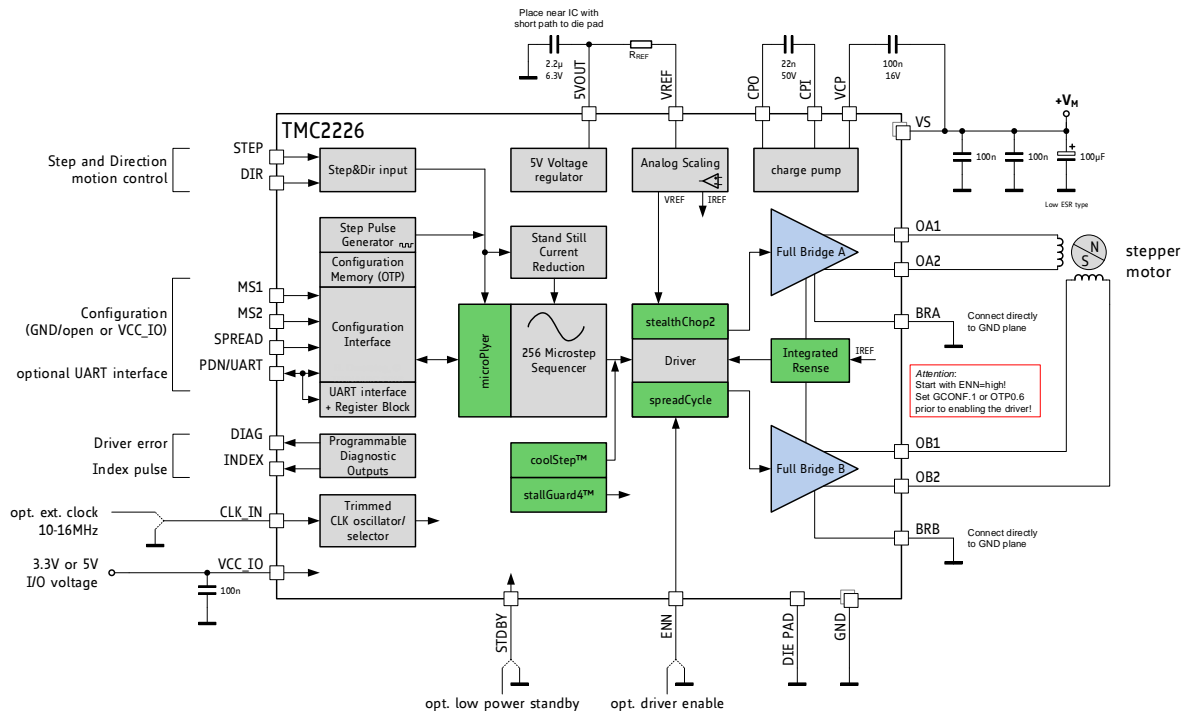 Place near IC with
short path to die pad
2.2µ
6.3V
5VOUT
RREF
VREF
22n
50V
CPO
CPI
100n
16V
VCP
+VM
VS
100n
100n
+
100µF
Low ESR type
TMC2226
Step and Direction
motion control
STEP
DIR
Step&Dir input
5V Voltage
regulator
Analog Scaling
VREF
IREF
charge pump
Step Pulse
Generator
Configuration
Memory (OTP)
Configuration
Interface
UART interface
+ Register Block
Stand Still
Current
Reduction
Configuration
(GND/open or VCC_IO)
optional UART interface
MS1
MS2
SPREAD
PDN/UART
microPlyer
256 Microstep
Sequencer
stealthChop2
Driver
spreadCycle
Integrated
Rsense
IREF
Full Bridge A
Full Bridge B
OA1
OA2
N
S
stepper
motor
BRA
Connect directly
to GND plane
Attention:
Start with ENN=high!
Set GCONF.1 or OTP0.6
prior to enabling the driver!
OB1
OB2
BRB
Connect directly
to GND plane
Driver error
Index pulse
DIAG
INDEX
Programmable
Diagnostic
Outputs
coolStep™
stallGuard4™
opt. ext. clock
10-16MHz
CLK_IN
Trimmed
CLK oscillator/
selector
3.3V or 5V
I/O voltage
VCC_IO
100n
STDBY
opt. low power standby
ENN
opt. driver enable
DIE PAD
GND